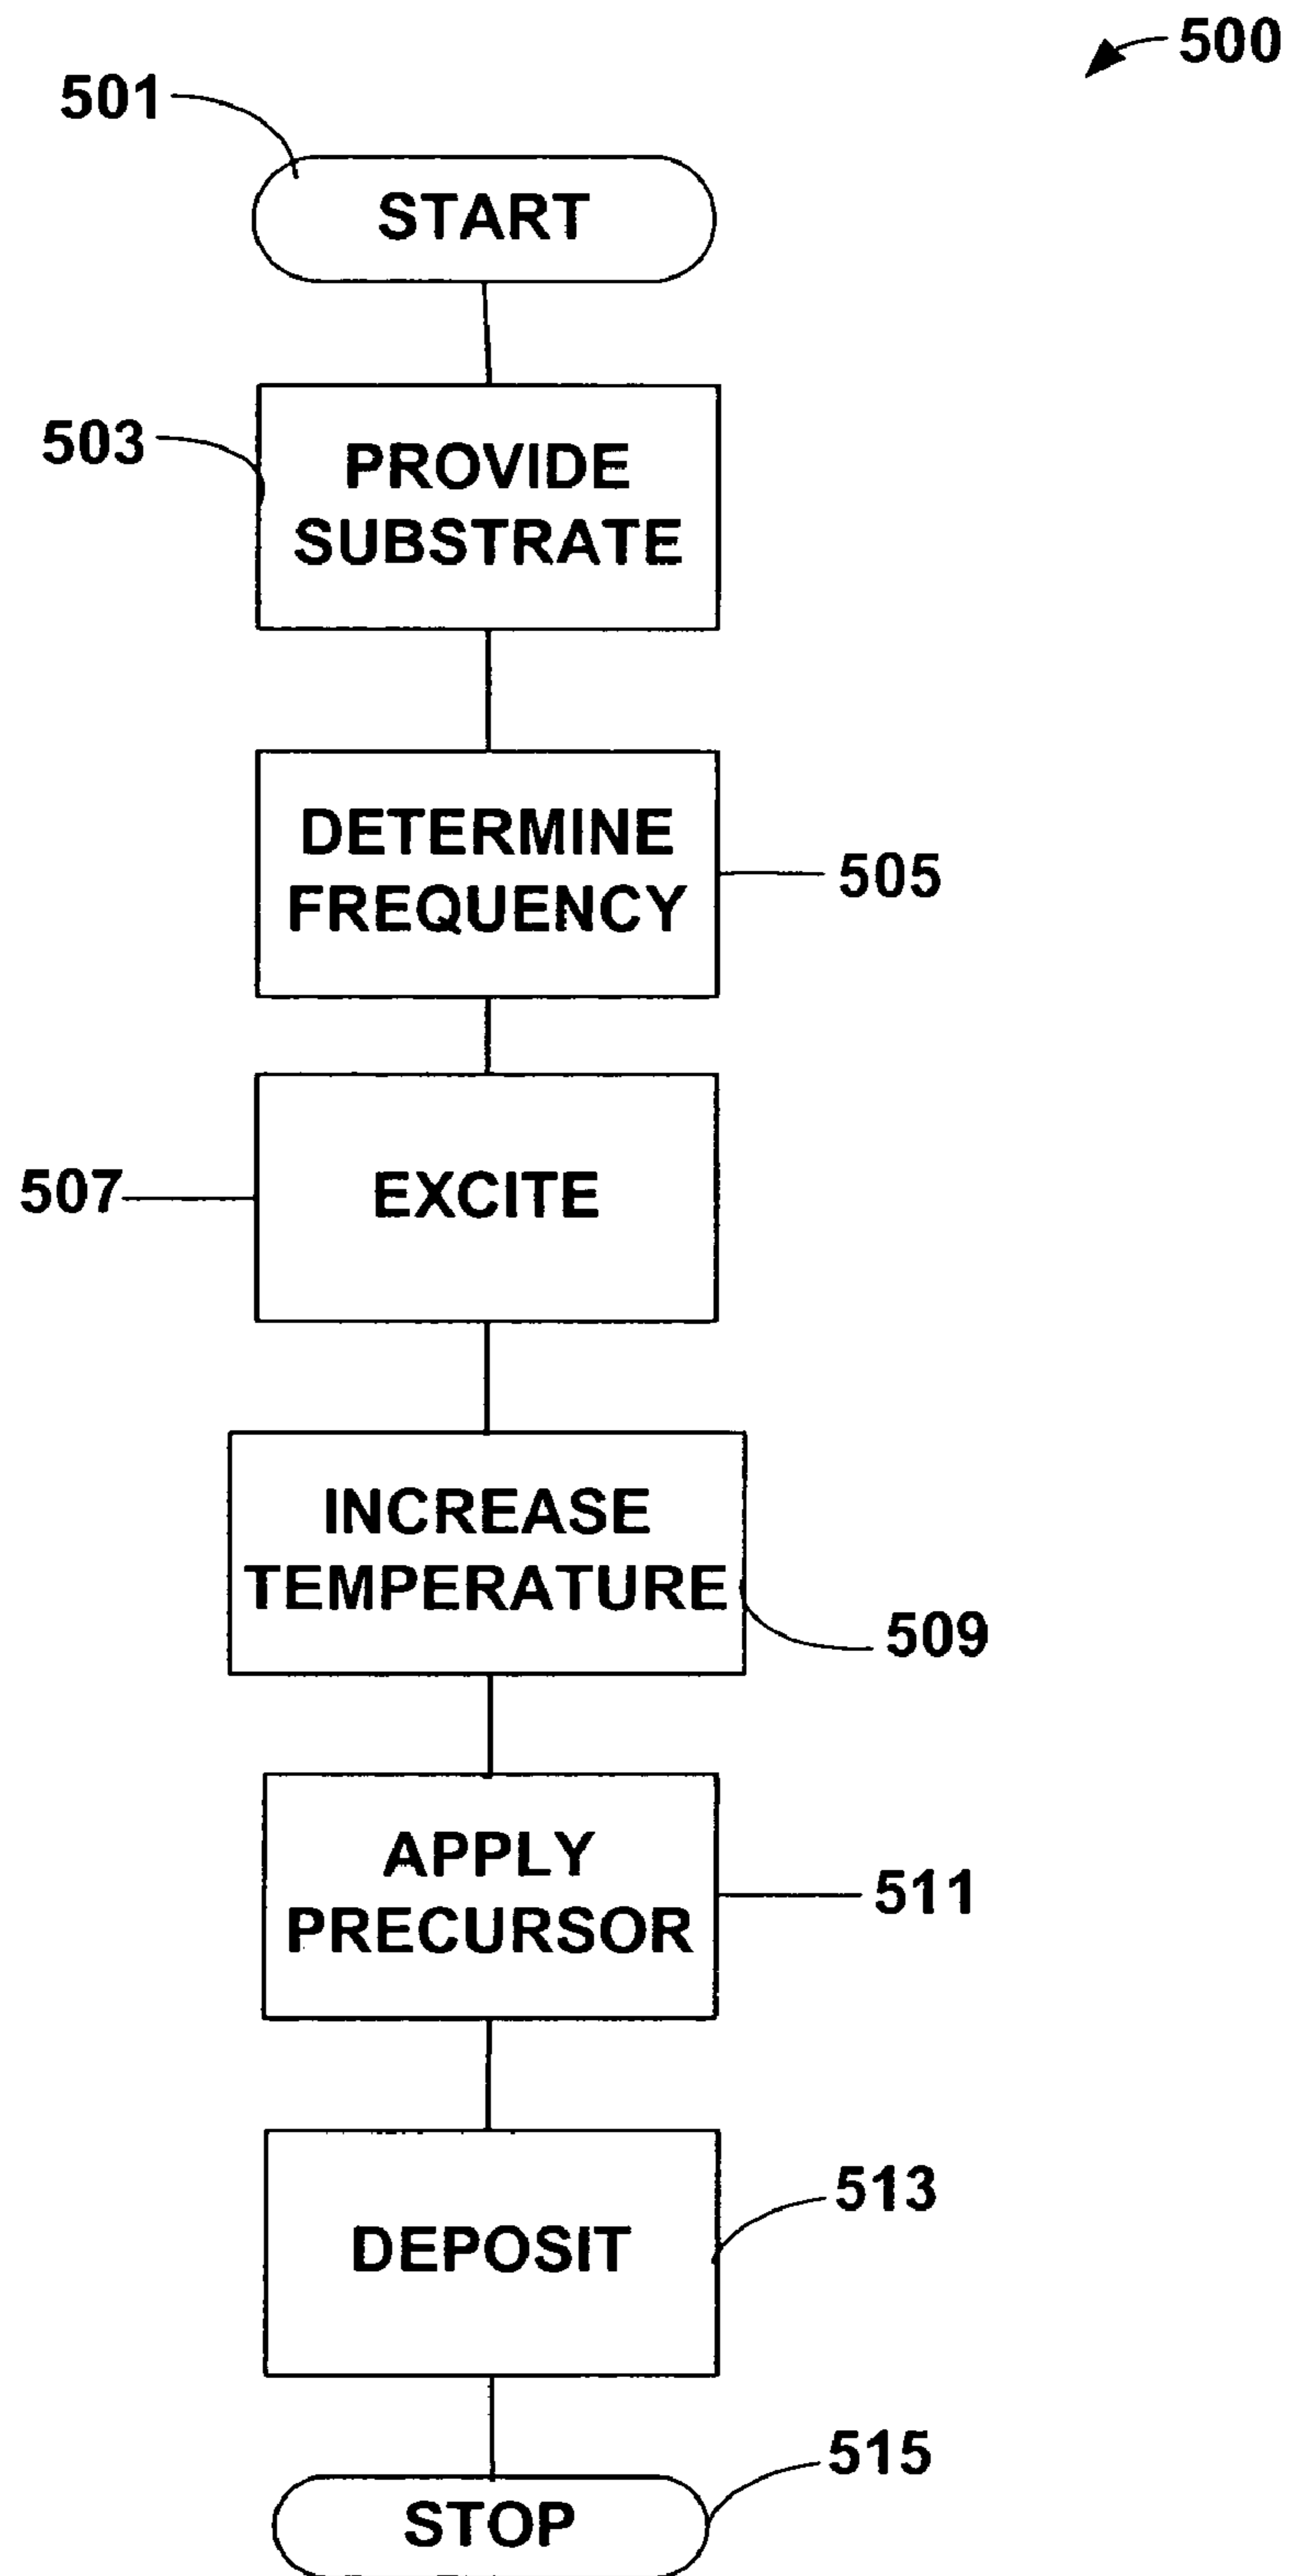 500
501
START
503
PROVIDE
SUBSTRATE
DETERMINE
FREQUENCY
505
507
EXCITE
INCREASE
TEMPERATURE
509
APPLY
PRECURSOR
511
513
DEPOSIT
515
STOP